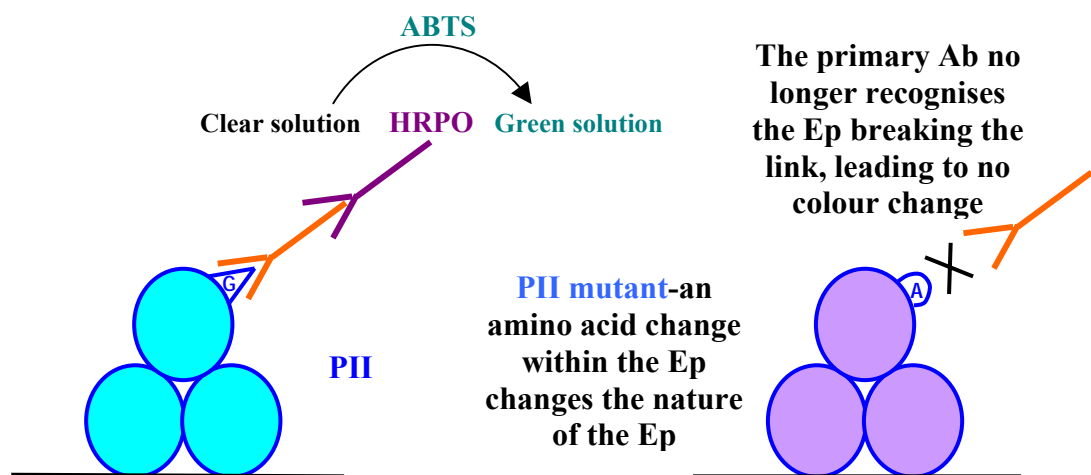 ABTS
Clear solution HRPO Green solution
G
PII
PII mutant-an
amino acid change
within the Ep
changes the nature
of the Ep
The primary Ab no
longer recognises
the Ep breaking the
link, leading to no
colour change
A